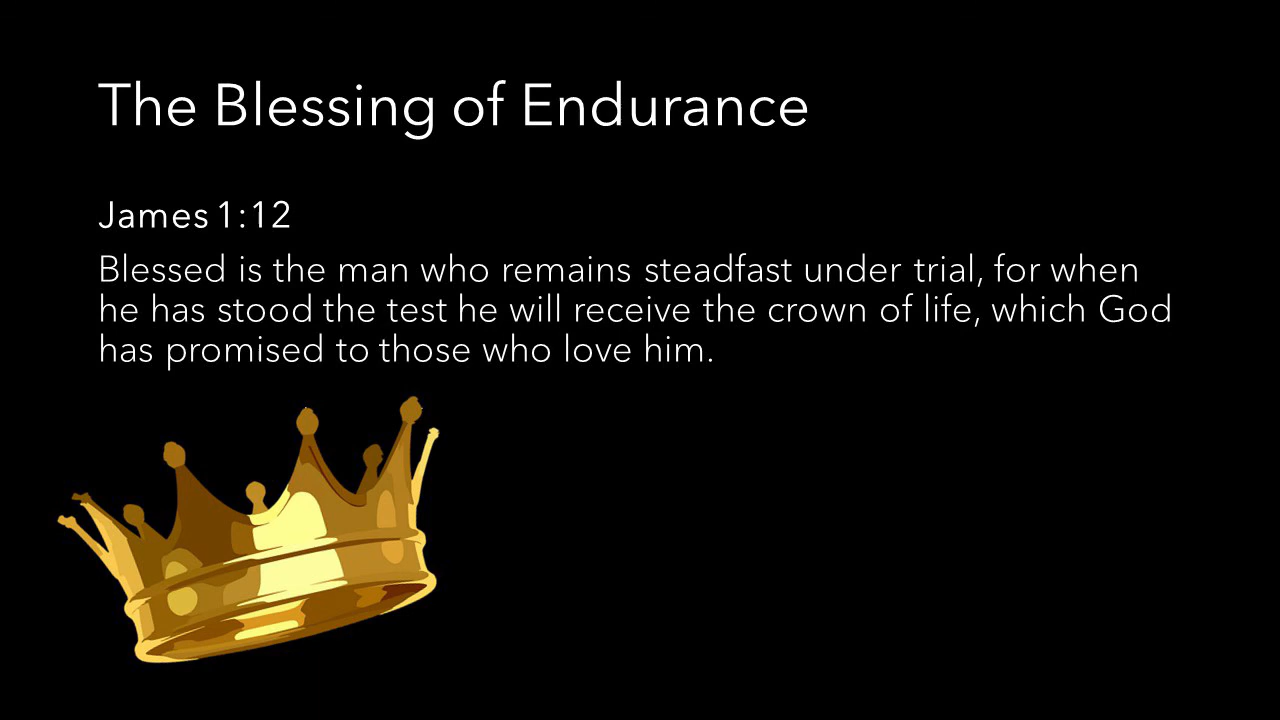 The Blessing of Endurance
James 1:12
Blessed is the man who remains steadfast under trial, for when
he has stood the test he will receive the crown of life, which God
has promised to those who love him.